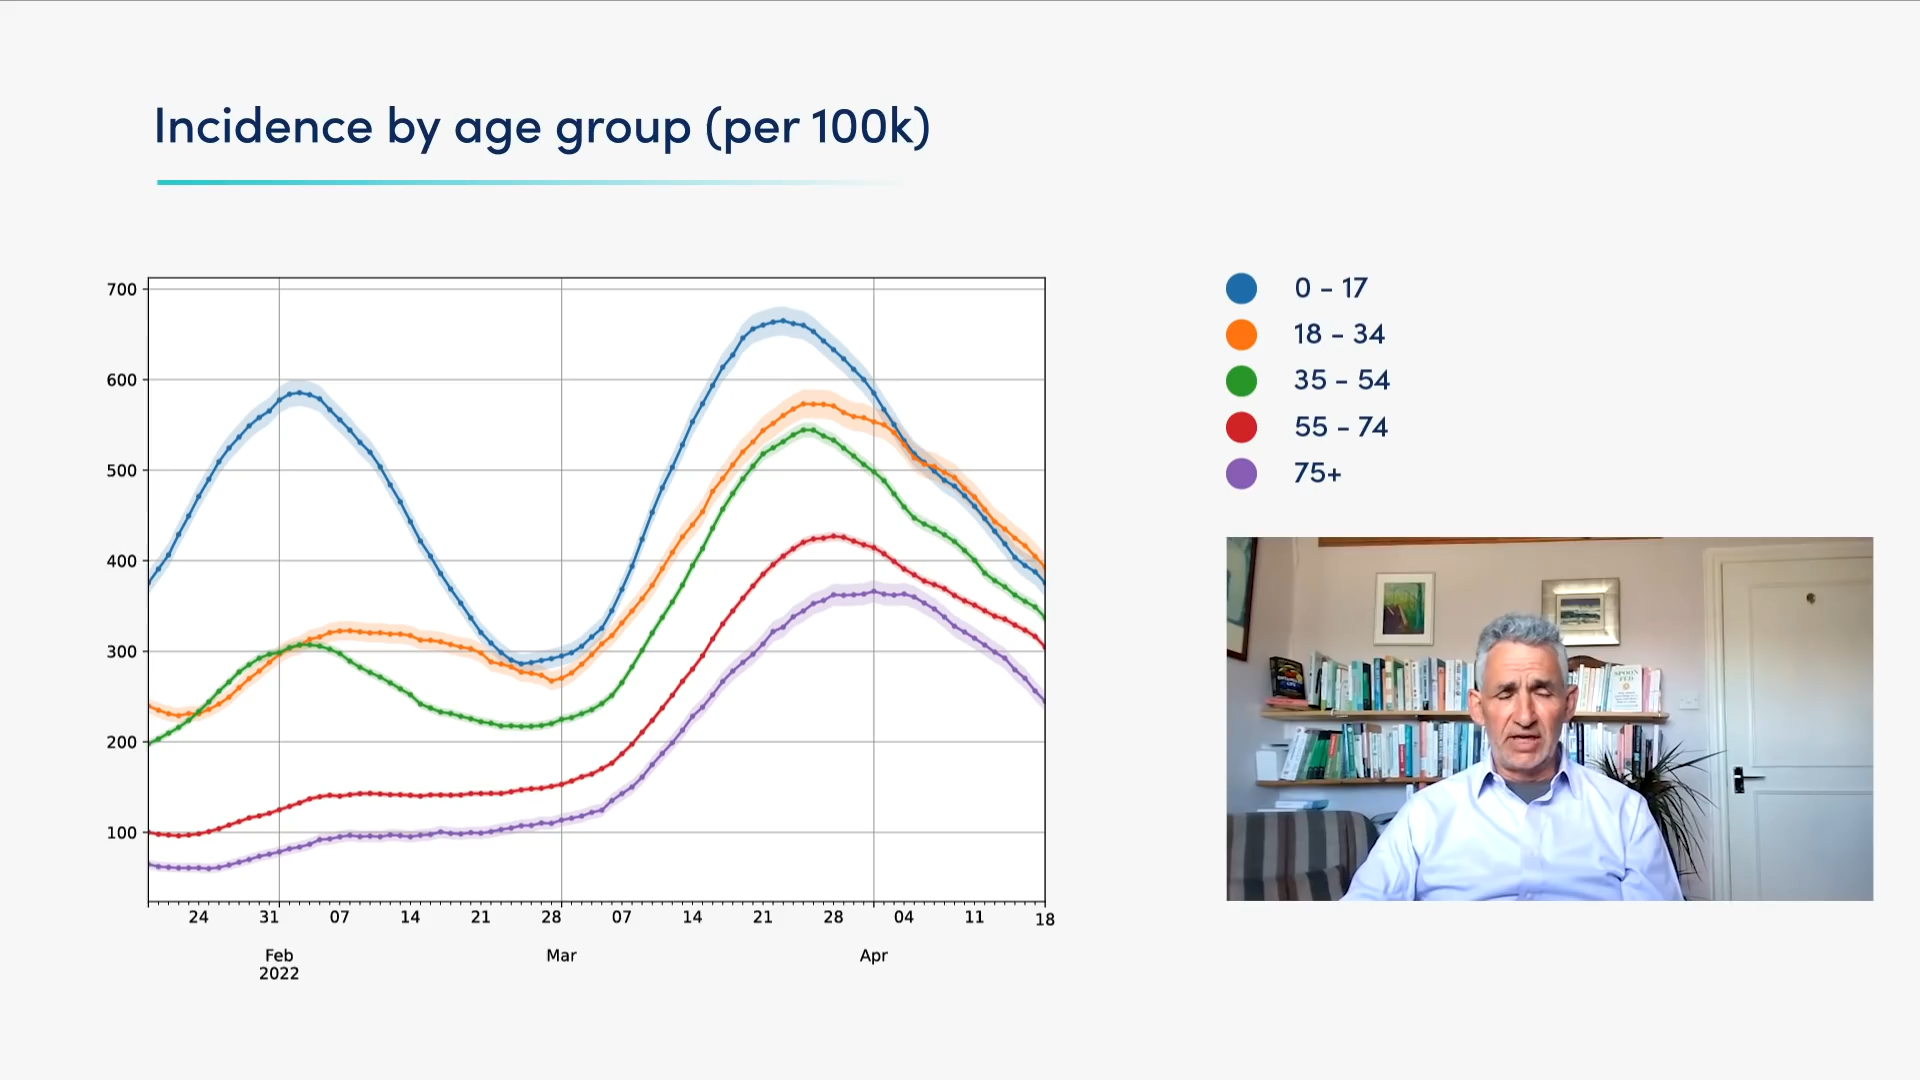 Incidence by age group (per 100k)
700
600
500
400
300
200
100
24 31 07 14 21 28 07 14 21 28 04 11 18
Feb Mar Apr
2022
0 – 17
18 – 34
35 – 54
55 – 74
75+
SPOON
FED